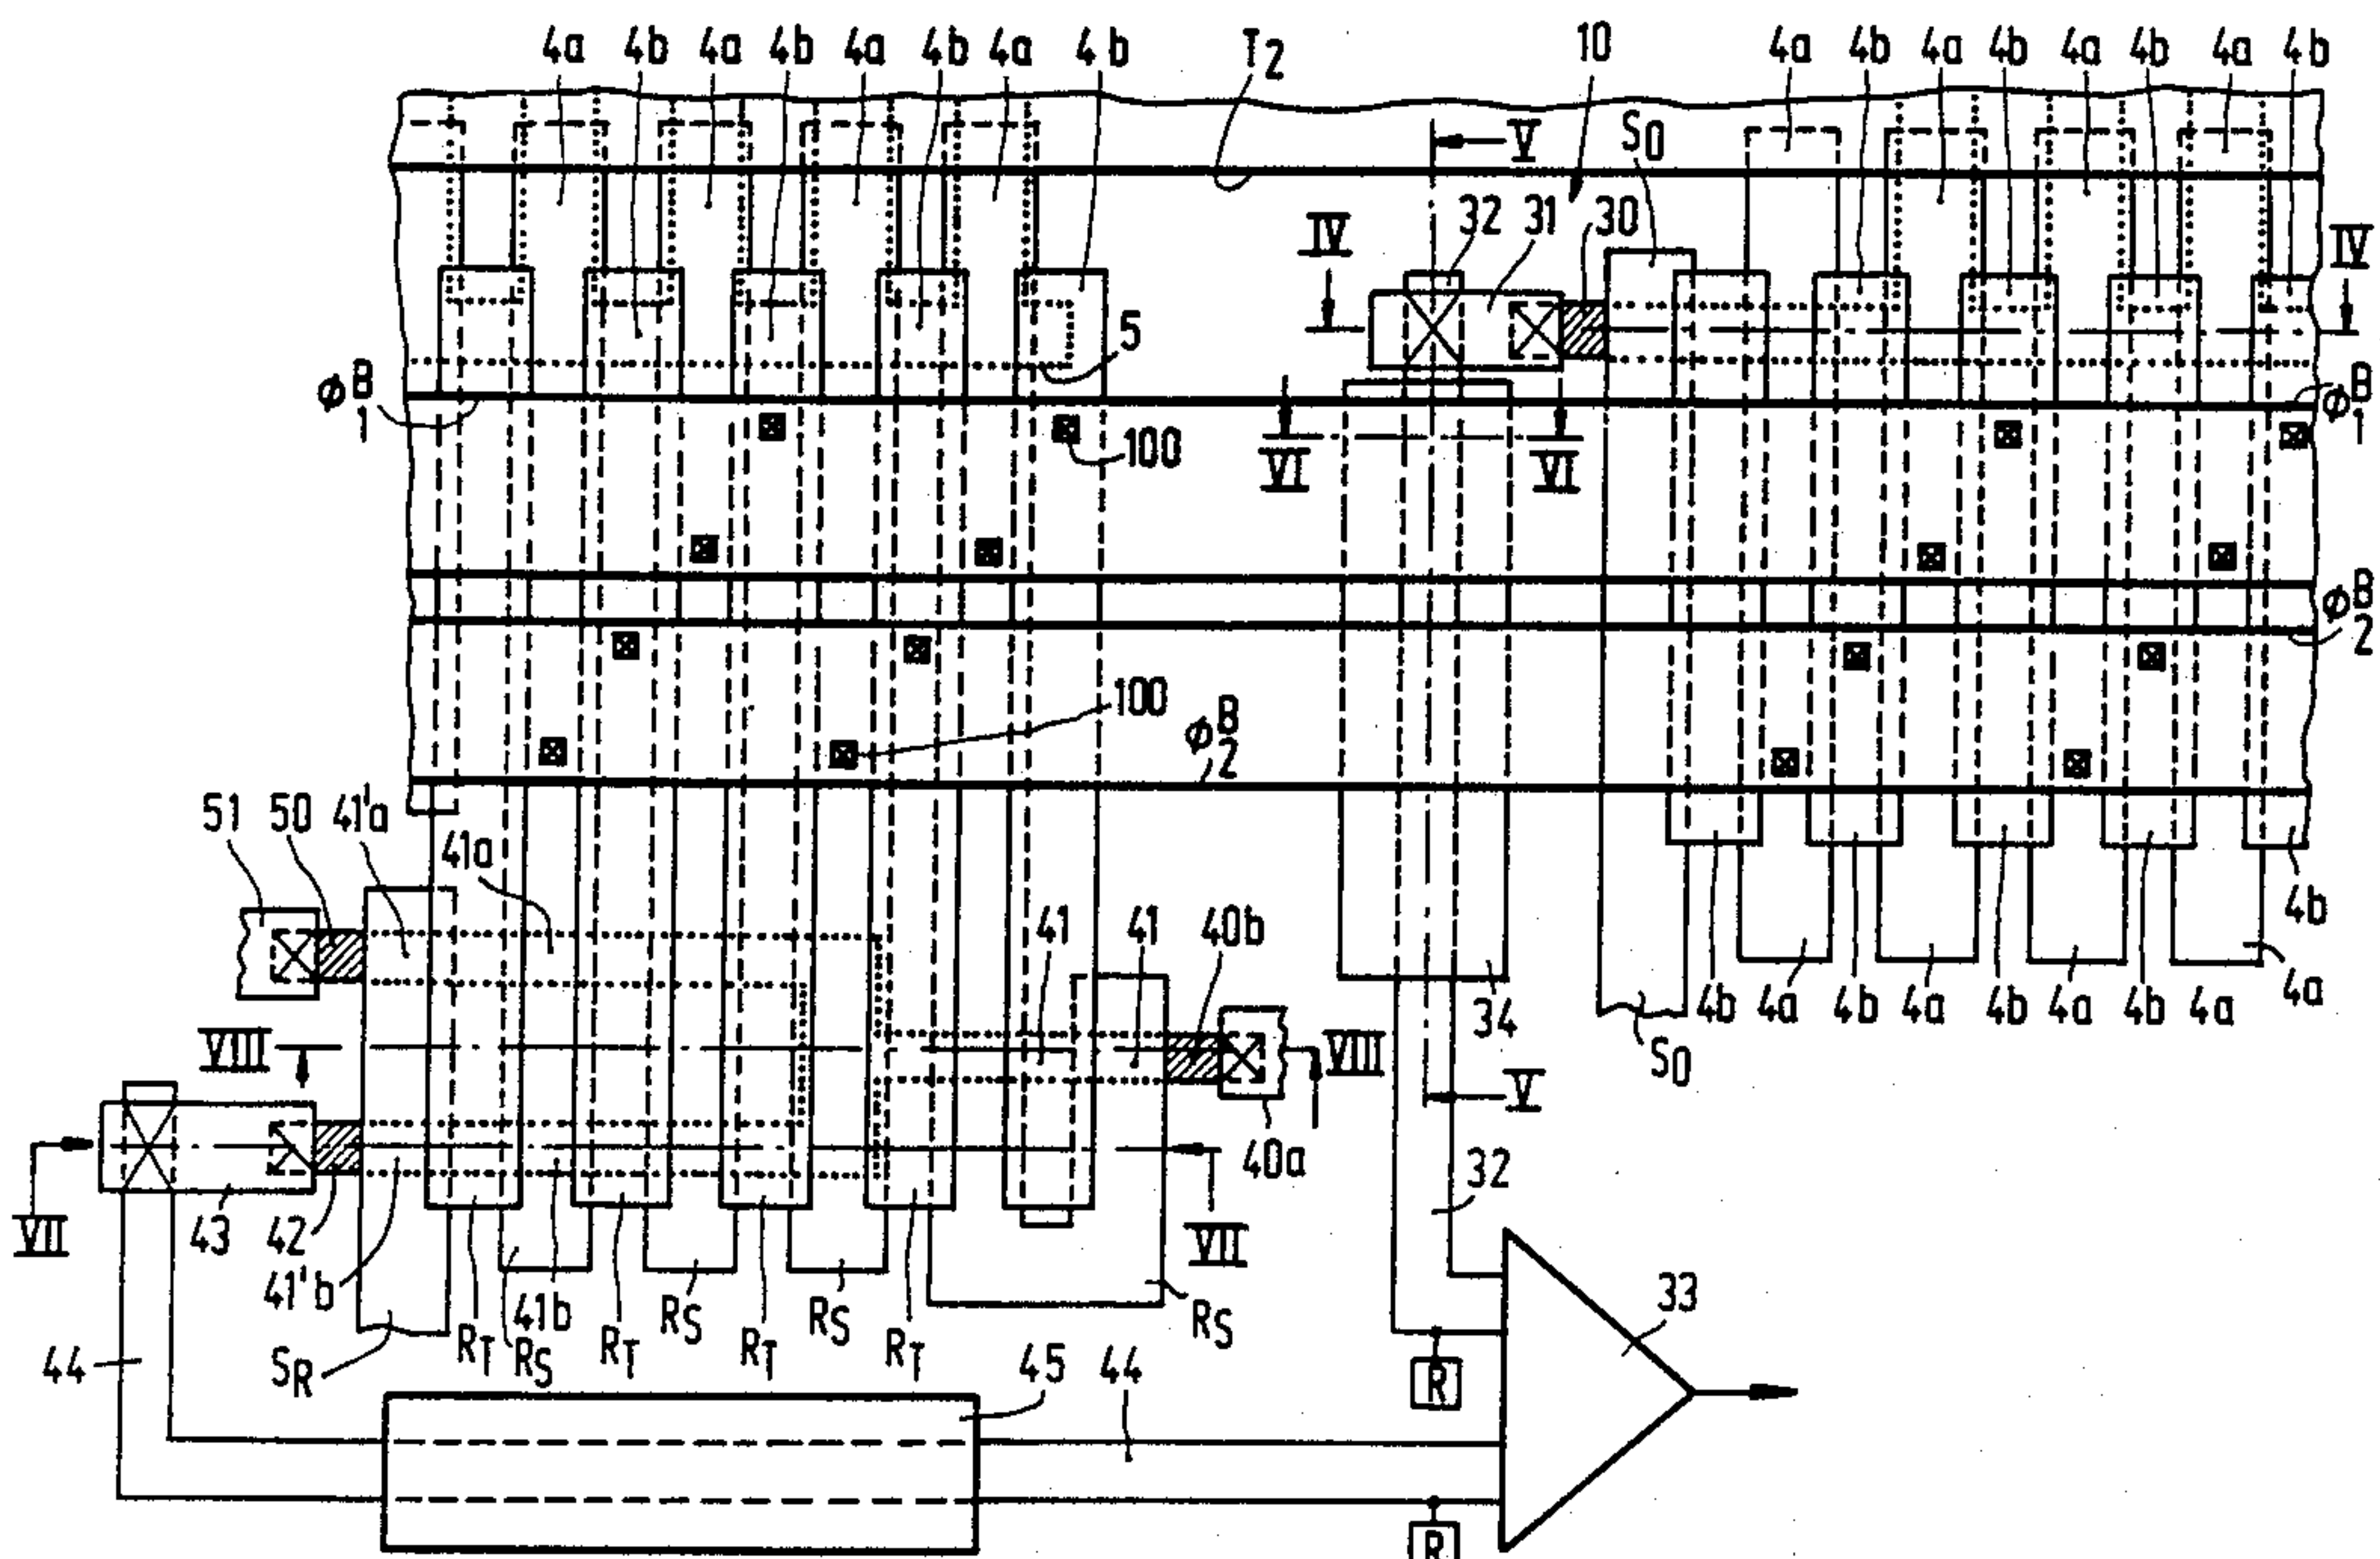 4a 4b 4a 4b 4a 4b 4a 4b T2 10 4a 4b 4a 4b 4a 4b 4a 4b
V S0
IV 32 31 30 IV
5
ϕB1 ϕB1
100
VI VI
ϕB2
100 ϕB2
51 50 41'a
41a 4b
41 41 40b
34 4b 4a 4b 4a 4b 4a 4b 4a 4a
VIII VIII S0
V
40a 32
VII 43 42 VII
41'b 41b 33
SR RT RS RT RS RT RS RT RS
44 45 44
R
R